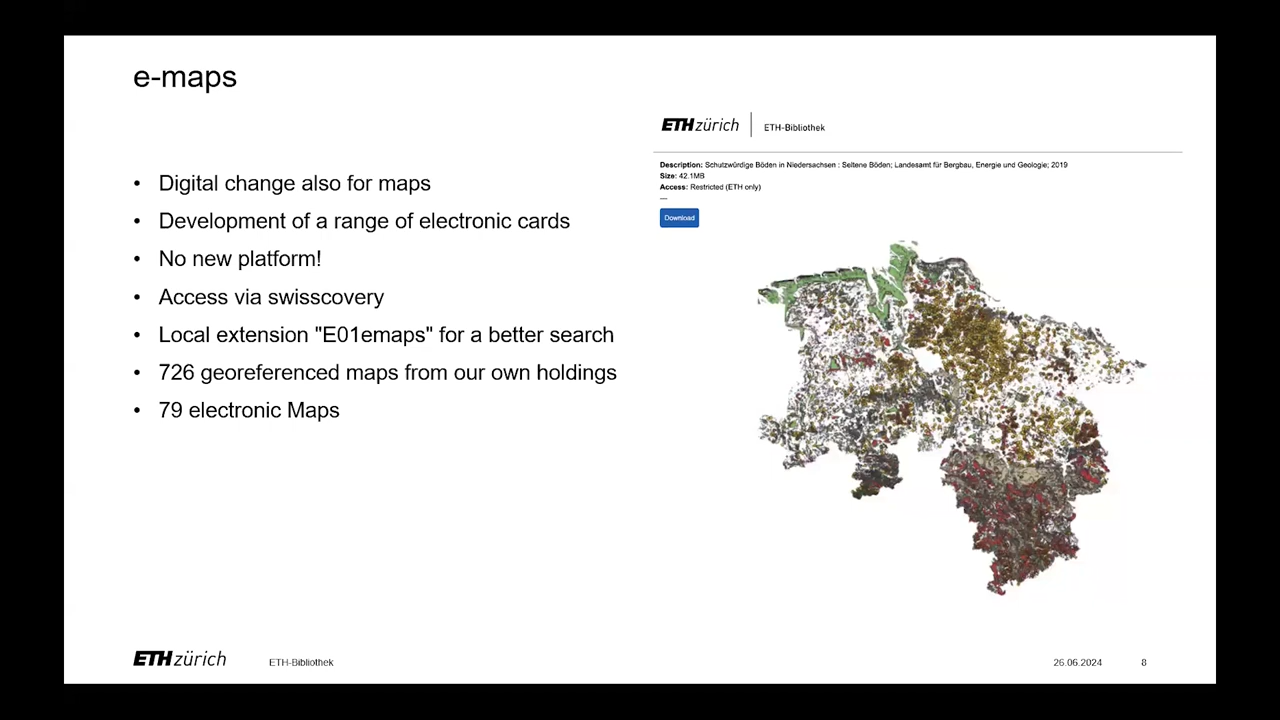 e-maps
• Digital change also for maps
• Development of a range of electronic cards
• No new platform!
• Access via swisscovery
• Local extension "E01emaps" for a better search
• 726 georeferenced maps from our own holdings
• 79 electronic Maps
ETH zürich | ETH-Bibliothek
Description: Schutzwürdige Böden in Niedersachsen : Seltene Böden; Landesamt für Bergbau, Energie und Geologie; 2019
Size: 42.1MB
Access: Restricted (ETH only)
—
Download
ETH zürich ETH-Bibliothek 26.06.2024 8